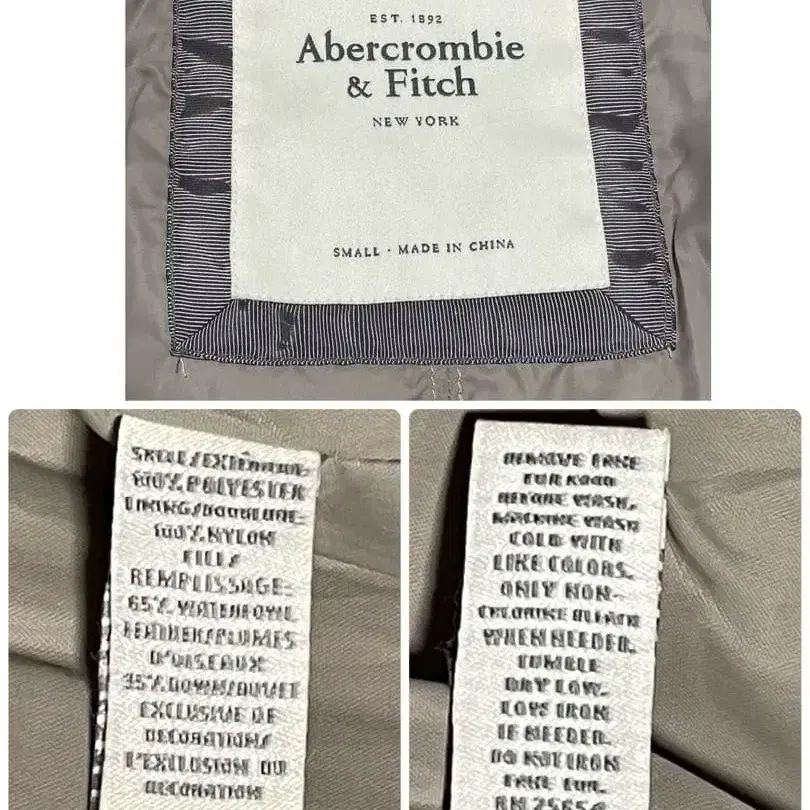 EST. 1892
Abercrombie
& Fitch
NEW YORK
SMALL · MADE IN CHINA
SHELL/EXTÉRIEUR-
100% POLYESTER
LINING/DOUBLURE-
100% NYLON
FILL/
REMPLISSAGE-
65% WATERFOWL
FEATHERS/PLUMES
D'OISEAUX
35% DOWN/DUVET
EXCLUSIVE OF
DECORATION/
L'EXCLUSION DU
DECORATION
REMOVE FAKE
FUR HOOD
BEFORE WASH.
MACHINE WASH
COLD WITH
LIKE COLORS.
ONLY NON-
CHLORINE BLEACH
WHEN NEEDED.
TUMBLE
DRY LOW.
LOW IRON
IF NEEDED.
DO NOT IRON
FAKE FUR.
RN